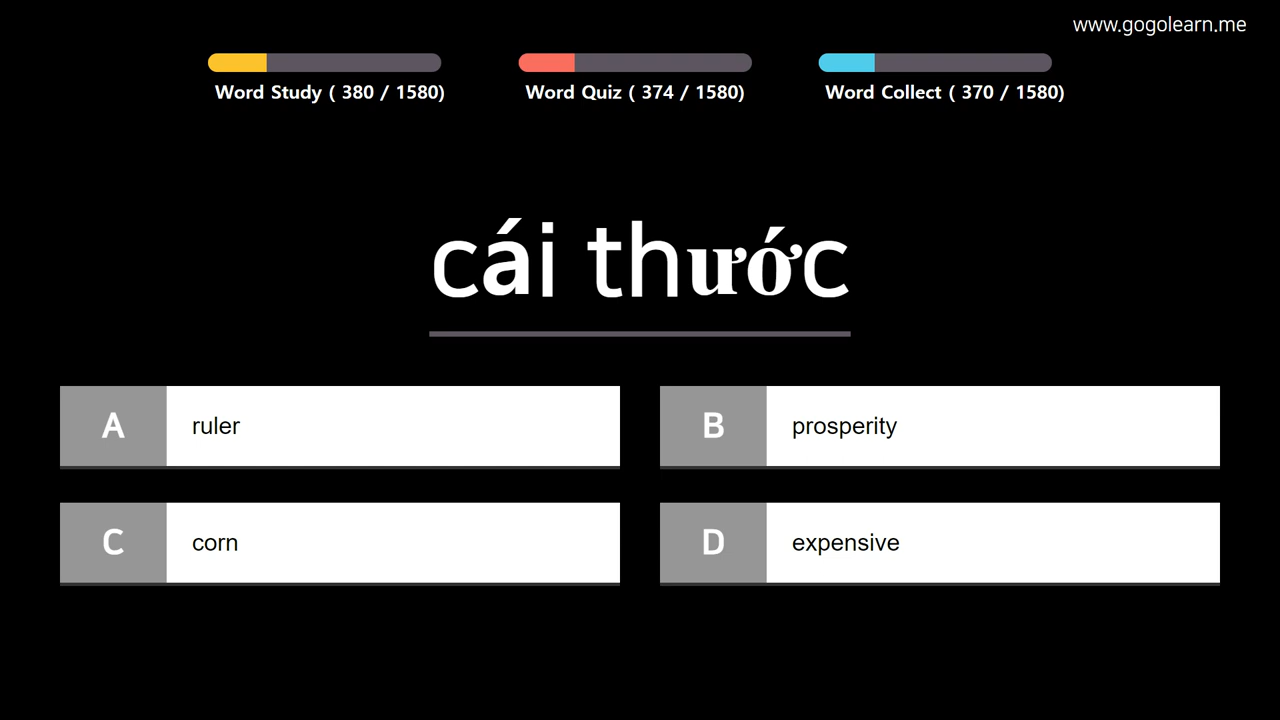 www.gogolearn.me
Word Study ( 380 / 1580)
Word Quiz ( 374 / 1580)
Word Collect ( 370 / 1580)
cái thước
A ruler
B prosperity
C corn
D expensive